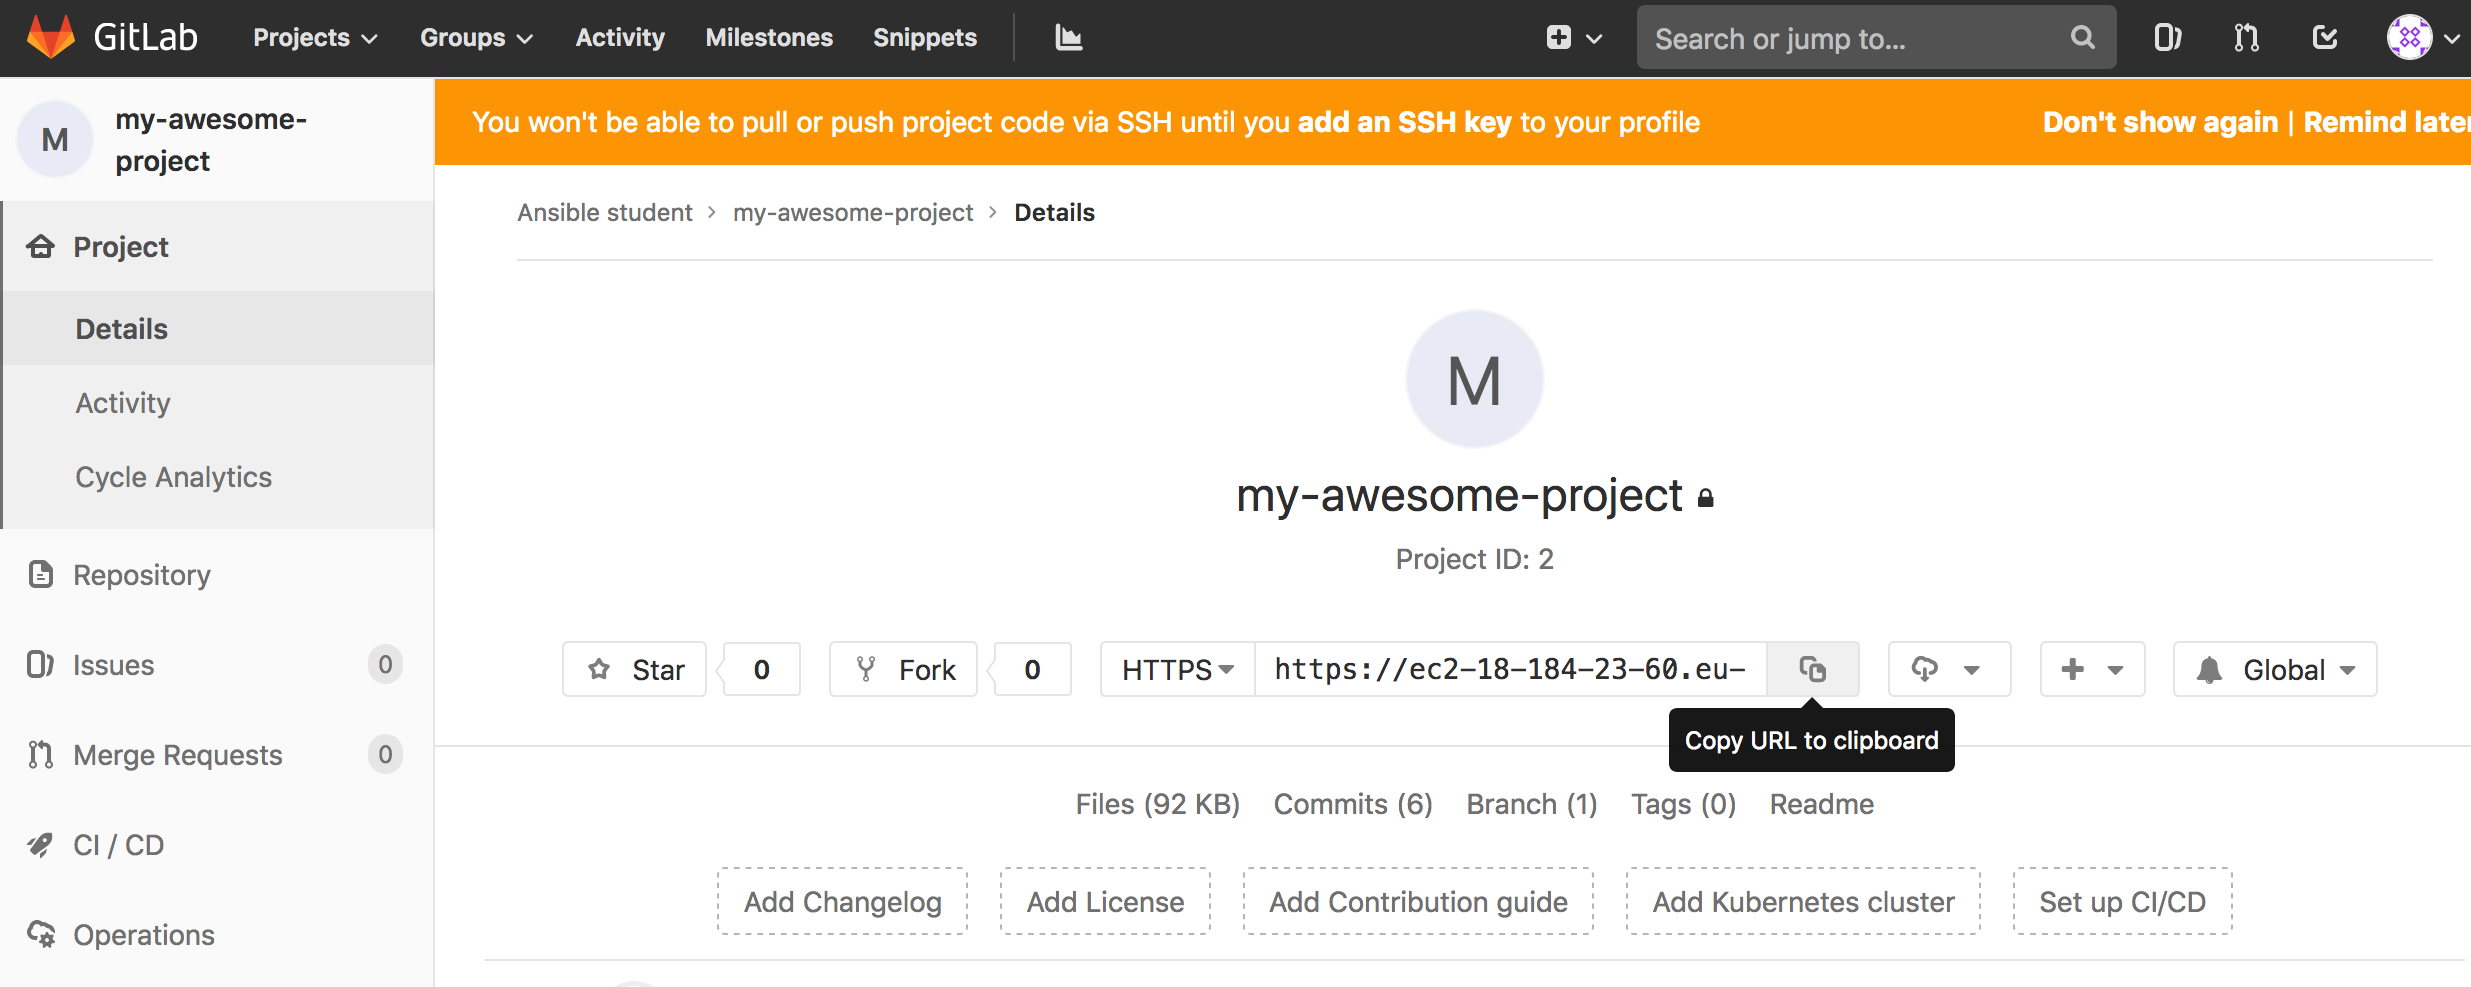 GitLab Projects Groups Activity Milestones Snippets Search or jump to...
M my-awesome-
project
You won't be able to pull or push project code via SSH until you add an SSH key to your profile Don't show again | Remind later
Ansible student > my-awesome-project > Details
Project
Details
Activity
Cycle Analytics
Repository
Issues 0
Merge Requests 0
CI / CD
Operations
M
my-awesome-project
Project ID: 2
Star 0 Fork 0 HTTPS https://ec2-18-184-23-60.eu- + Global
Copy URL to clipboard
Files (92 KB) Commits (6) Branch (1) Tags (0) Readme
Add Changelog Add License Add Contribution guide Add Kubernetes cluster Set up CI/CD